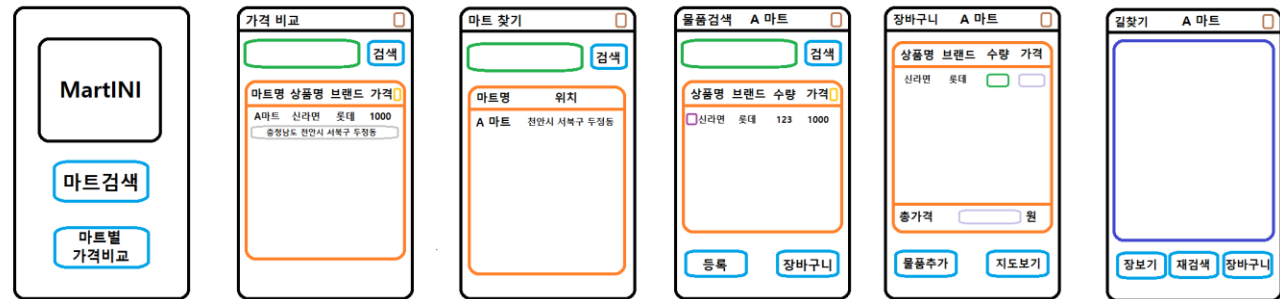 MartINI
마트검색
마트별
가격비교
가격 비교
검색
마트명 상품명 브랜드 가격
A마트 신라면 롯데 1000
충청남도 천안시 서북구 두정동
마트 찾기
검색
마트명 위치
A 마트 천안시 서북구 두정동
물품검색 A 마트
검색
상품명 브랜드 수량 가격
신라면 롯데 123 1000
등록 장바구니
장바구니 A 마트
상품명 브랜드 수량 가격
신라면 롯데
총가격 원
물품추가 지도보기
길찾기 A 마트
장보기 재검색 장바구니